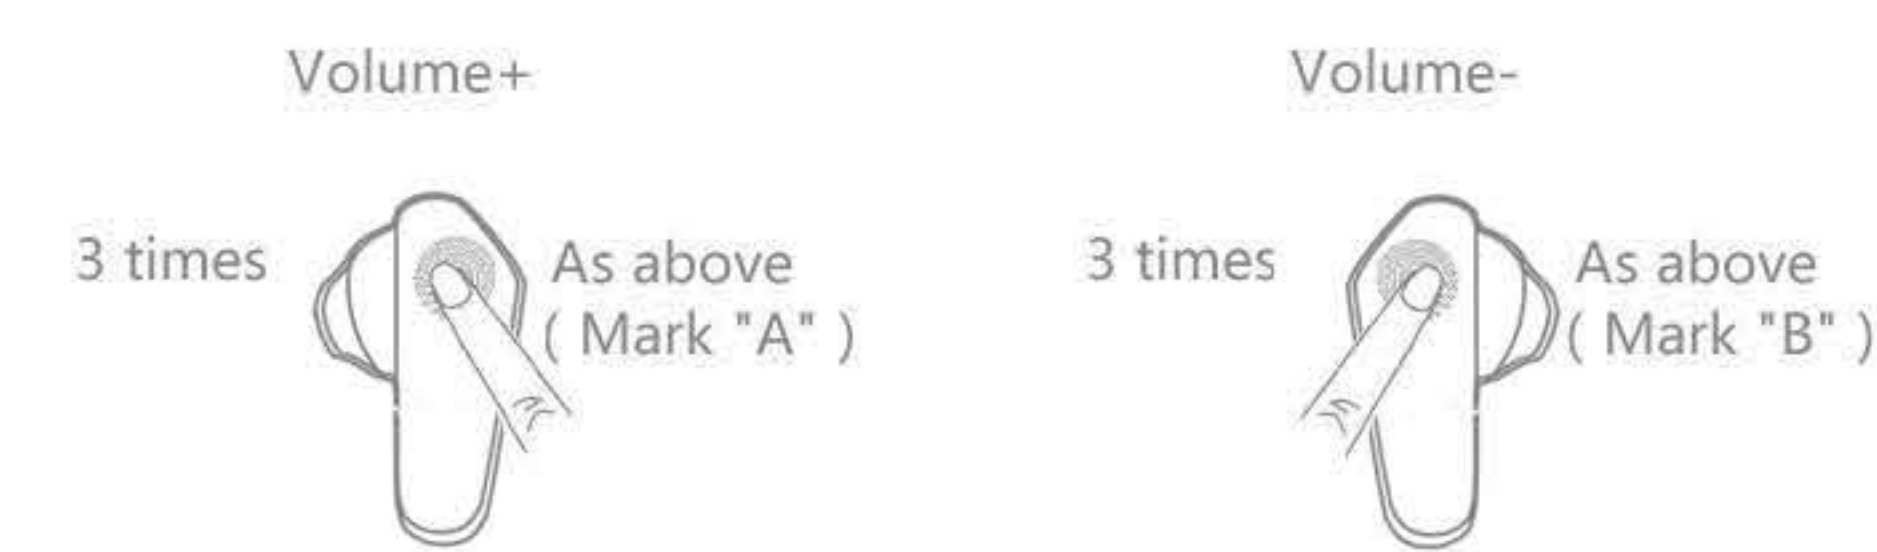 Volume+
3 times
As above
( Mark "A" )
Volume-
3 times
As above
( Mark "B" )